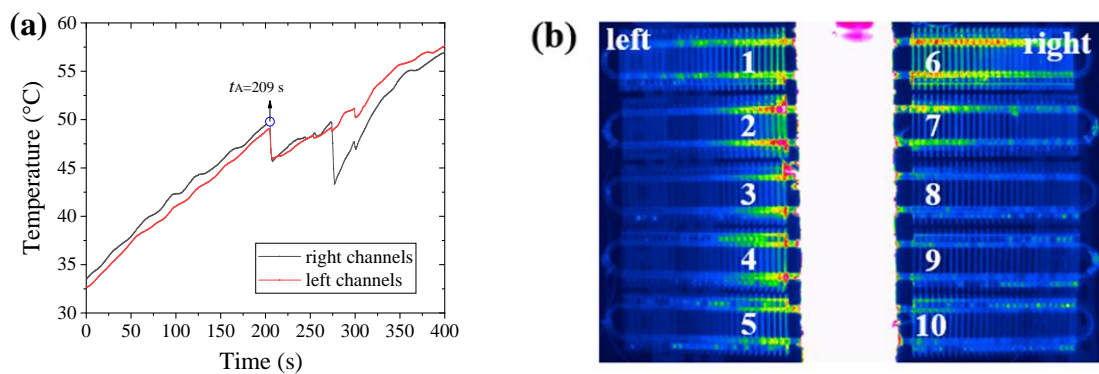 (a)
60
55
50
45
40
35
30
0 50 100 150 200 250 300 350 400
Temperature (°C)
Time (s)
tA=209 s
right channels
left channels
(b)
left right
1 6
2 7
3 8
4 9
5 10